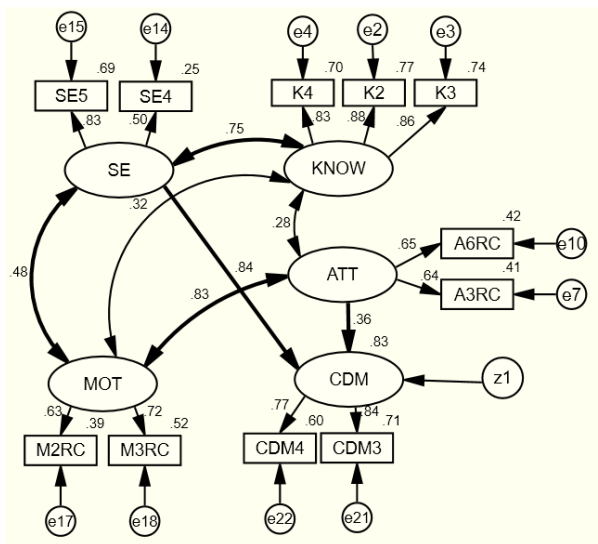 e15 e14 e4 e2 e3
.69 .25 .70 .77 .74
SE5 SE4 K4 K2 K3
.83 .50 .83 .88 .86
.75
SE KNOW
.32
.28 .42
.65 A6RC e10
.48 .84 ATT .41
.83 .64 A3RC e7
.36
.83
MOT CDM z1
.63 .39 .72 .52 .77 .60 .84 .71
M2RC M3RC CDM4 CDM3
e17 e18 e22 e21